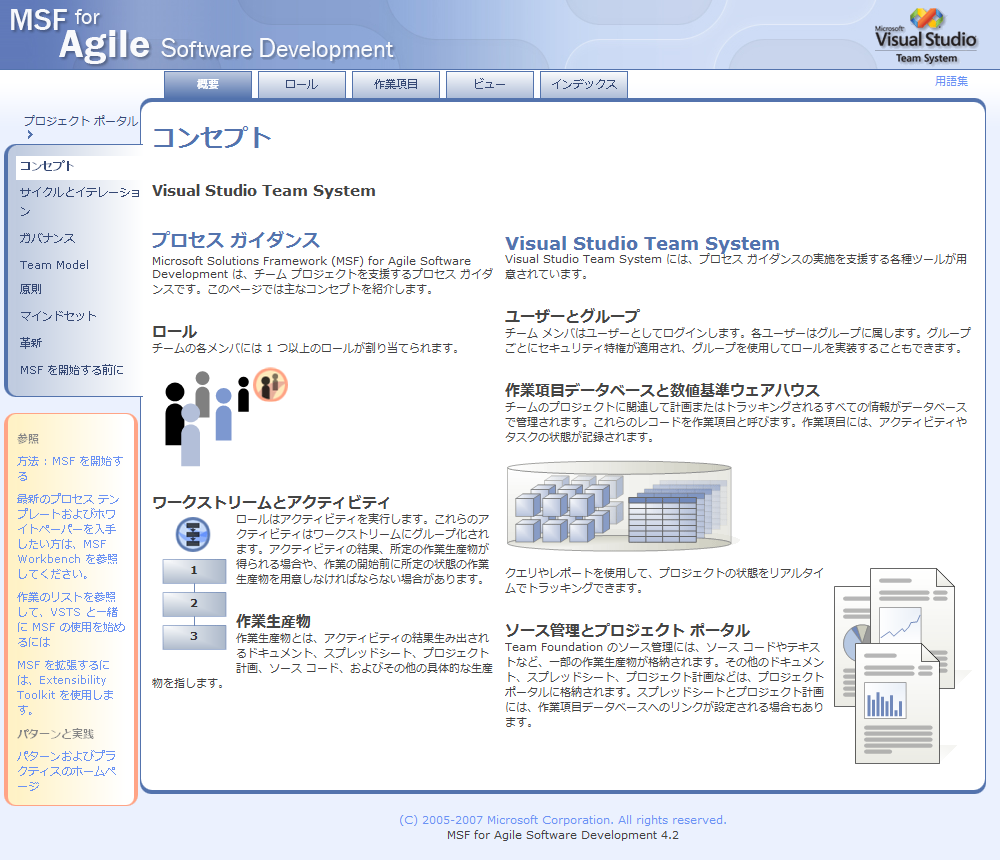 MSF for
Agile Software Development
Microsoft
Visual Studio
Team System
概要
ロール
作業項目
ビュー
インデックス
用語集
プロジェクト ポータル
コンセプト
サイクルとイテレーショ
ン
ガバナンス
Team Model
原則
マインドセット
革新
MSF を開始する前に
参照
方法 : MSF を開始す
る
最新のプロセス テン
プレートおよびホワ
イトペーパーを入手
したい方は、MSF
Workbench を参照
してください。
作業のリストを参照
して、VSTS と一緒
に MSF の使用を始め
るには
MSF を拡張するに
は、Extensibility
Toolkit を使用しま
す。
パターンと実践
パターンおよびプラ
クティスのホームペ
ージ
コンセプト
Visual Studio Team System
プロセス ガイダンス
Microsoft Solutions Framework (MSF) for Agile Software
Development は、チーム プロジェクトを支援するプロセス ガイダ
ンスです。このページでは主なコンセプトを紹介します。
ロール
チームの各メンバには 1 つ以上のロールが割り当てられます。
ワークストリームとアクティビティ
ロールはアクティビティを実行します。これらのア
クティビティはワークストリームにグループ化され
ます。アクティビティの結果、所定の作業生産物が
得られる場合や、作業の開始前に所定の状態の作業
生産物を用意しなければならない場合があります。
1
2
3
作業生産物
作業生産物とは、アクティビティの結果生み出され
るドキュメント、スプレッドシート、プロジェクト
計画、ソース コード、およびその他の具体的な生産
物を指します。
Visual Studio Team System
Visual Studio Team System には、プロセス ガイダンスの実施を支援する各種ツールが用
意されています。
ユーザーとグループ
チーム メンバはユーザーとしてログインします。各ユーザーはグループに属します。グループ
ごとにセキュリティ特権が適用され、グループを使用してロールを実装することもできます。
作業項目データベースと数値基準ウェアハウス
チームのプロジェクトに関連して計画またはトラッキングされるすべての情報がデータベース
で管理されます。これらのレコードを作業項目と呼びます。作業項目には、アクティビティや
タスクの状態が記録されます。
クエリやレポートを使用して、プロジェクトの状態をリアルタイ
ムでトラッキングできます。
ソース管理とプロジェクト ポータル
Team Foundation のソース管理には、ソース コードやテキス
トなど、一部の作業生産物が格納されます。その他のドキュメン
ト、スプレッドシート、プロジェクト計画などは、プロジェクト
ポータルに格納されます。スプレッドシートとプロジェクト計画
には、作業項目データベースへのリンクが設定される場合もあり
ます。
(C) 2005-2007 Microsoft Corporation. All rights reserved.
MSF for Agile Software Development 4.2